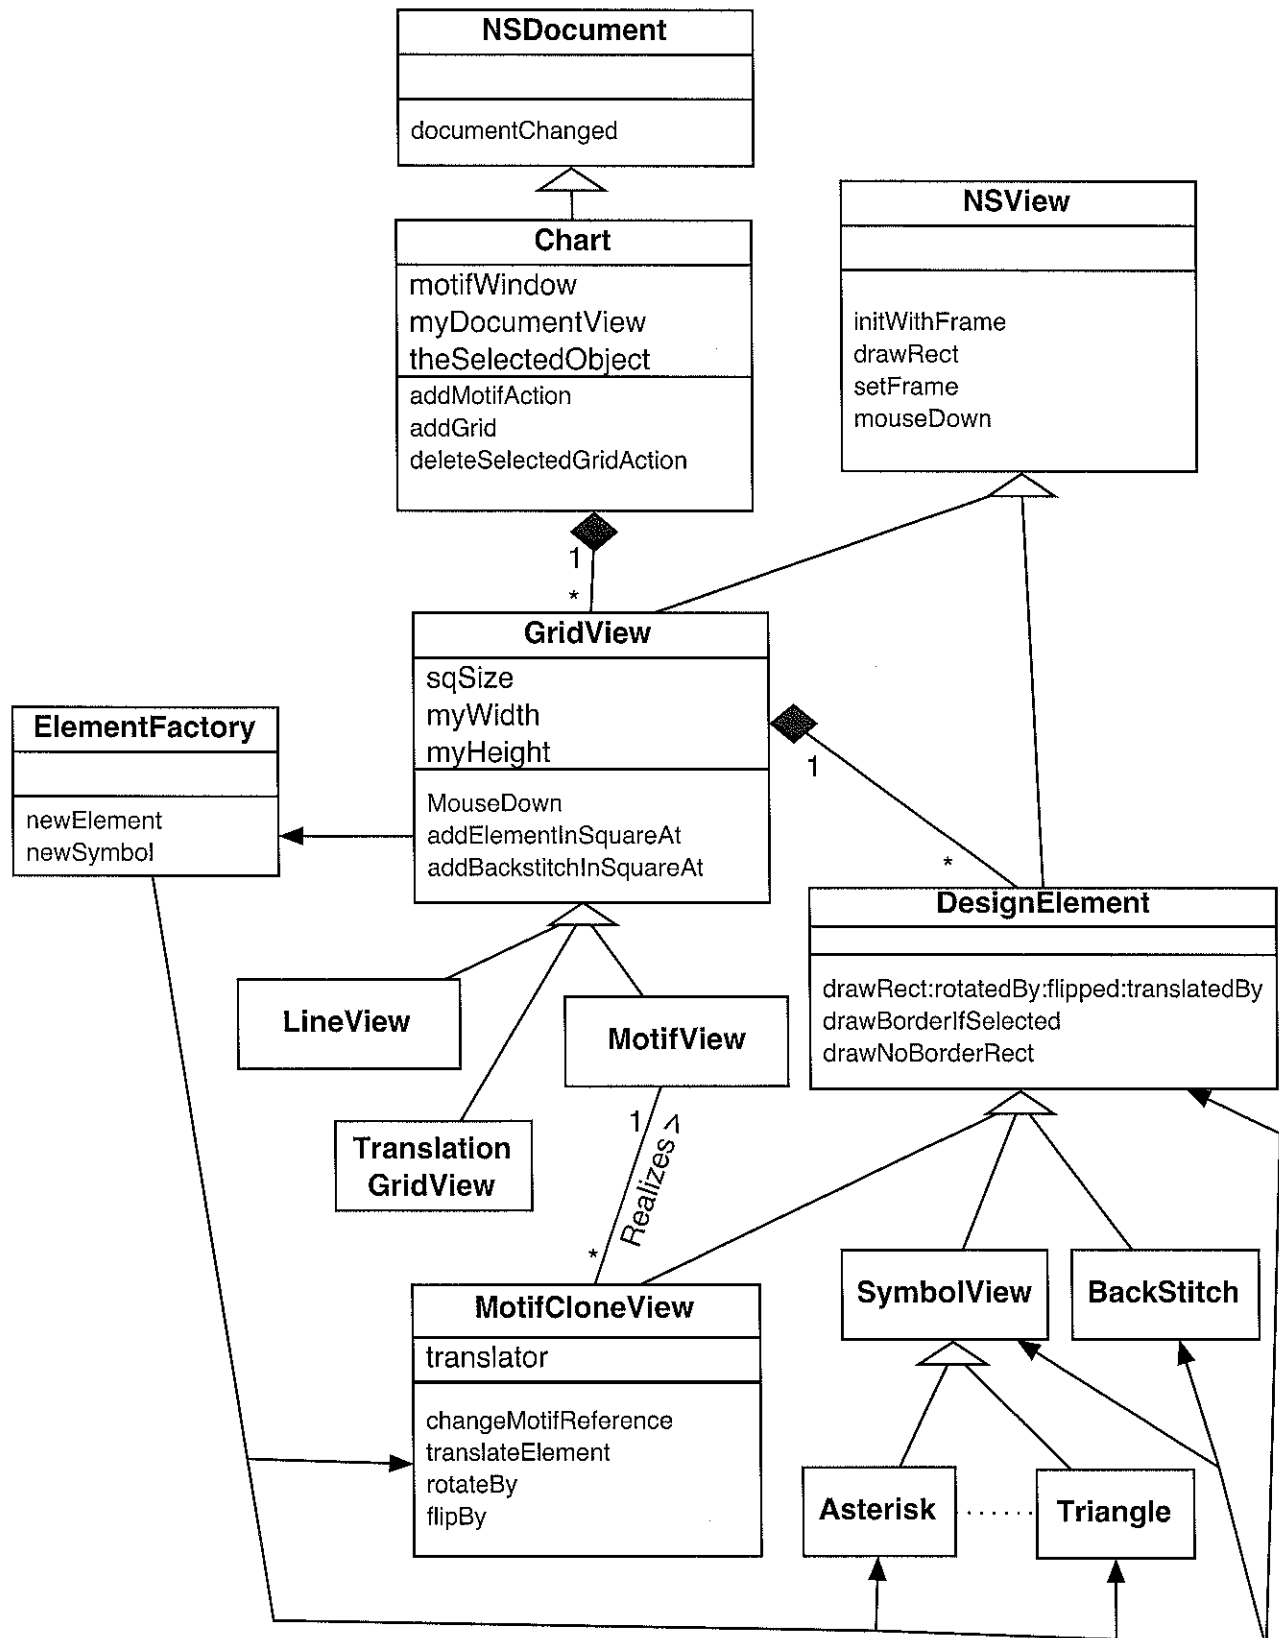 NSDocument
documentChanged
NSView
initWithFrame
drawRect
setFrame
mouseDown
Chart
motifWindow
myDocumentView
theSelectedObject
addMotifAction
addGrid
deleteSelectedGridAction
1
*
GridView
sqSize
myWidth
myHeight
MouseDown
addElementInSquareAt
addBackstitchInSquareAt
ElementFactory
newElement
newSymbol
1
*
DesignElement
drawRect:rotatedBy:flipped:translatedBy
drawBorderIfSelected
drawNoBorderRect
LineView
MotifView
Translation
GridView
1
Realizes >
*
MotifCloneView
translator
changeMotifReference
translateElement
rotateBy
flipBy
SymbolView
BackStitch
Asterisk
Triangle